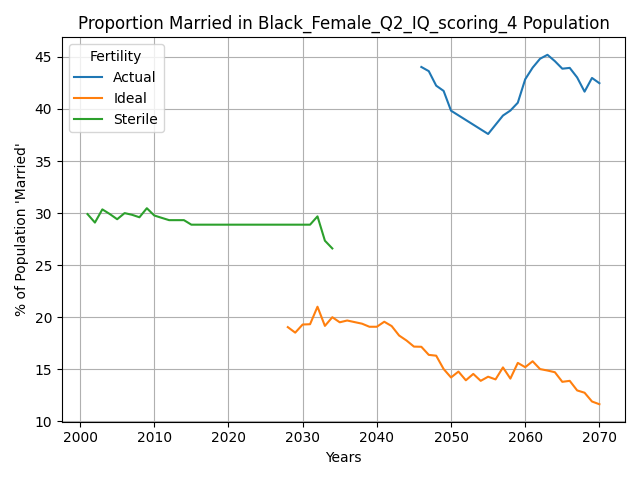 Proportion Married in Black_Female_Q2_IQ_scoring_4 Population
% of Population 'Married'
Fertility
Actual
Ideal
Sterile
45
40
35
30
25
20
15
10
2000 2010 2020 2030 2040 2050 2060 2070
Years